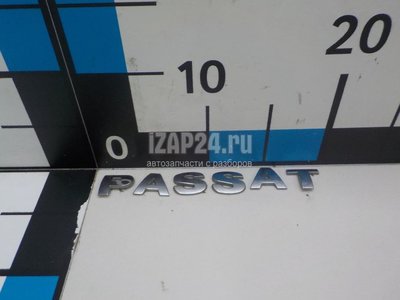 20
10
0
iZAP24.ru
автозапчасти с разборов
PASSAT